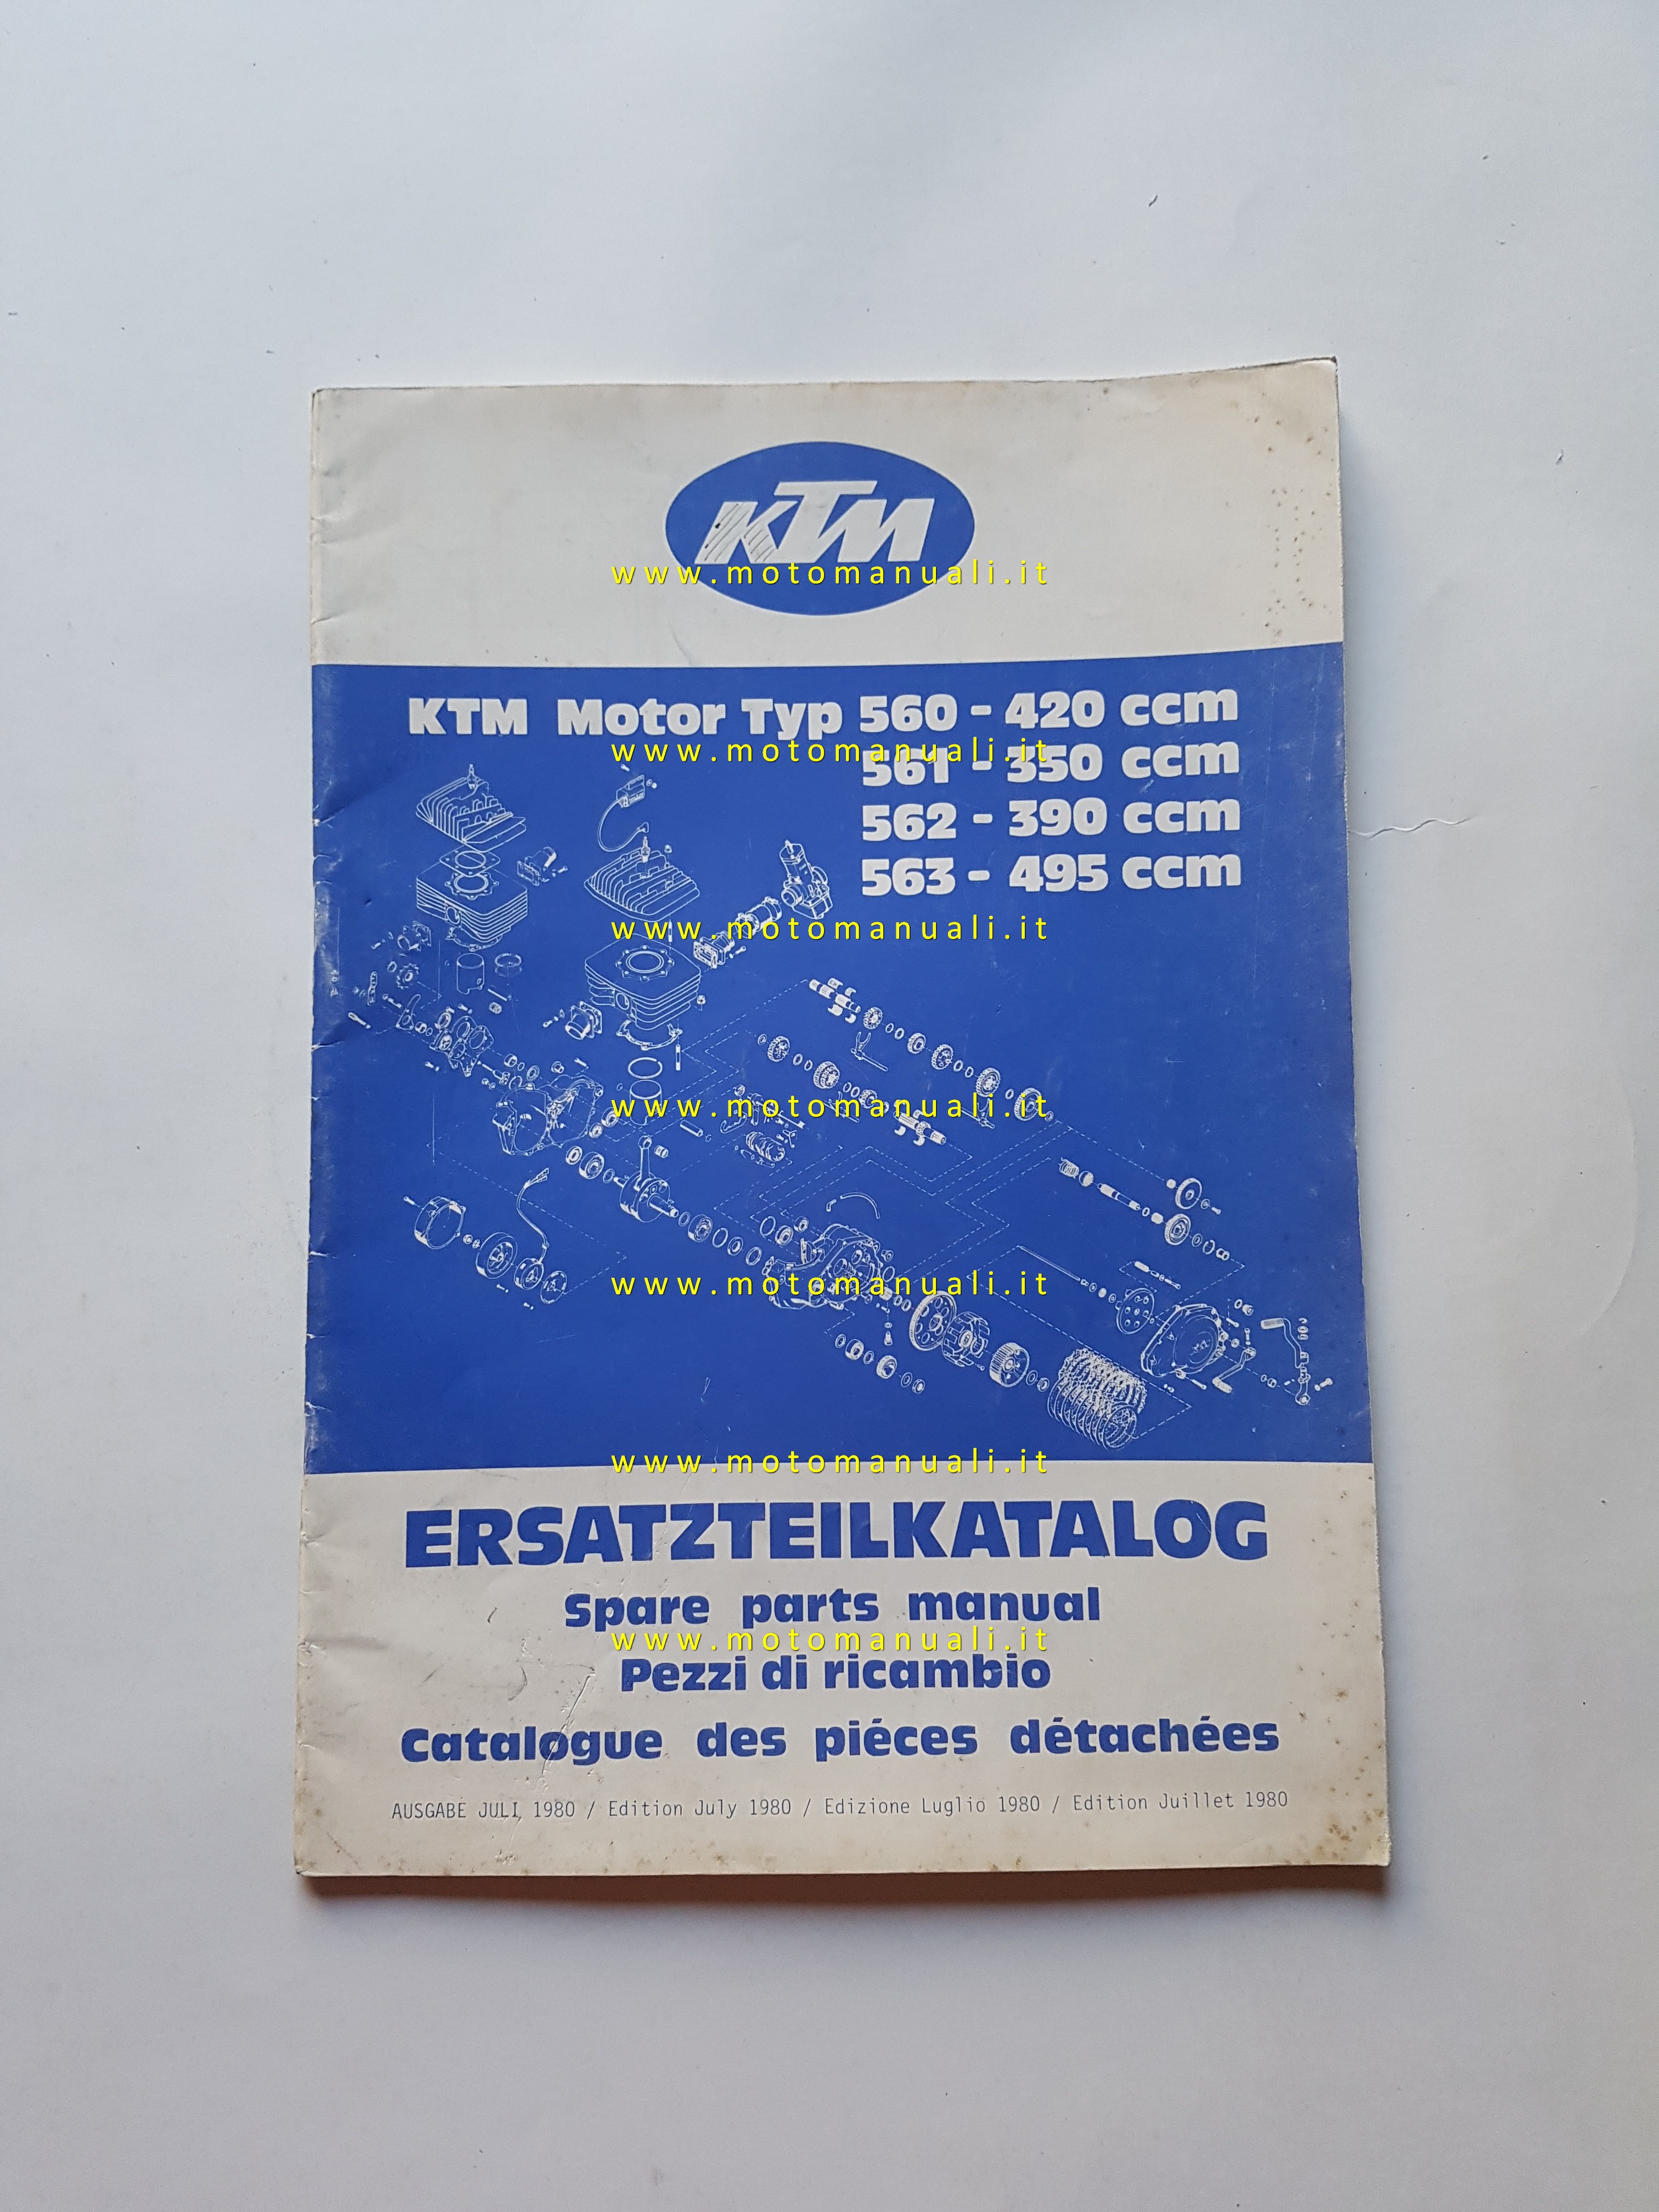 KTM
www.motomanuali.it
KTM Motor Typ 560 - 420 ccm
www.motomanuali.it
561 - 350 ccm
562 - 390 ccm
563 - 495 ccm
www.motomanuali.it
www.motomanuali.it
www.motomanuali.it
www.motomanuali.it
ERSATZTEILKATALOG
Spare parts manual
www.motomanuali.it
Pezzi di ricambio
Catalogue des piéces détachées
AUSGABE JULI 1980 / Edition July 1980 / Edizione Luglio 1980 / Edition Juillet 1980